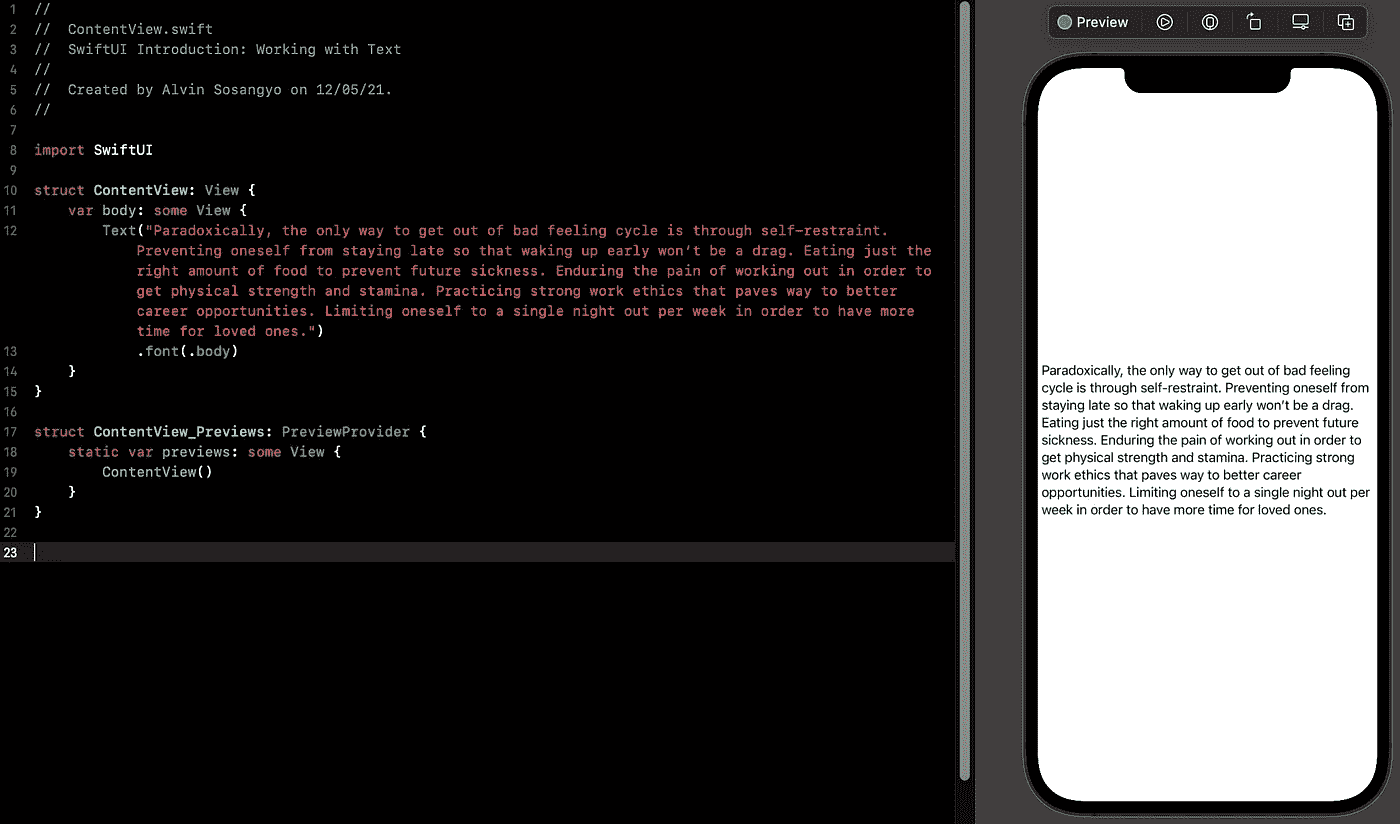 1 //
2 //  ContentView.swift
3 //  SwiftUI Introduction: Working with Text
4 //
5 //  Created by Alvin Sosangyo on 12/05/21.
6 //
7
8 import SwiftUI
9
10 struct ContentView: View {
11     var body: some View {
12         Text("Paradoxically, the only way to get out of bad feeling cycle is through self-restraint.
Preventing oneself from staying late so that waking up early won’t be a drag. Eating just the
right amount of food to prevent future sickness. Enduring the pain of working out in order to
get physical strength and stamina. Practicing strong work ethics that paves way to better
career opportunities. Limiting oneself to a single night out per week in order to have more
time for loved ones.")
13             .font(.body)
14     }
15 }
16
17 struct ContentView_Previews: PreviewProvider {
18     static var previews: some View {
19         ContentView()
20     }
21 }
22
23
Preview
Paradoxically, the only way to get out of bad feeling
cycle is through self-restraint. Preventing oneself from
staying late so that waking up early won’t be a drag.
Eating just the right amount of food to prevent future
sickness. Enduring the pain of working out in order to
get physical strength and stamina. Practicing strong
work ethics that paves way to better career
opportunities. Limiting oneself to a single night out per
week in order to have more time for loved ones.